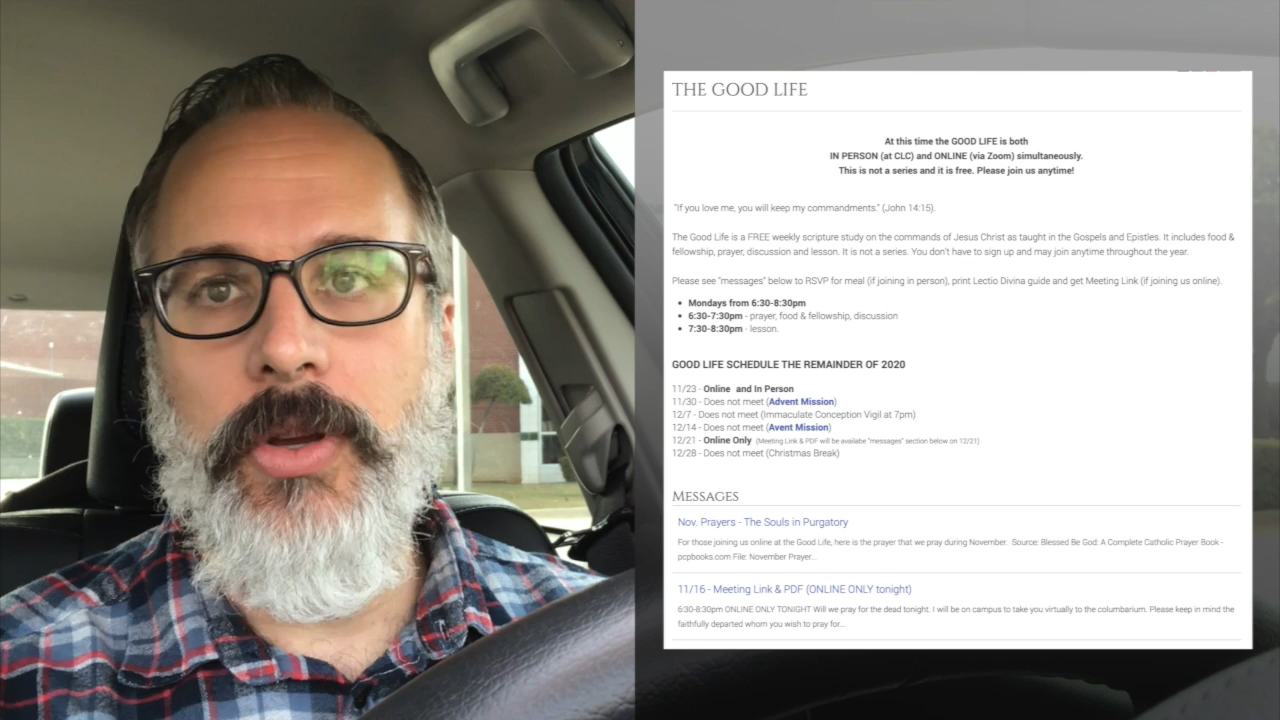 THE GOOD LIFE
At this time the GOOD LIFE is both
IN PERSON (at CLC) and ONLINE (via Zoom) simultaneously.
This is not a series and it is free. Please join us anytime!
"If you love me, you will keep my commandments." (John 14:15).
The Good Life is a FREE weekly scripture study on the commands of Jesus Christ as taught in the Gospels and Epistles. It includes food &
fellowship, prayer, discussion and lesson. It is not a series. You don't have to sign up and may join anytime throughout the year.
Please see "messages" below to RSVP for meal (if joining in person), print Lectio Divina guide and get Meeting Link (if joining us online).
• Mondays from 6:30-8:30pm
• 6:30-7:30pm - prayer, food & fellowship, discussion
• 7:30-8:30pm - lesson.
GOOD LIFE SCHEDULE THE REMAINDER OF 2020
11/23 - Online and In Person
11/30 - Does not meet (Advent Mission)
12/7 - Does not meet (Immaculate Conception Vigil at 7pm)
12/14 - Does not meet (Avent Mission)
12/21 - Online Only (Meeting Link & PDF will be availabe "messages" section below on 12/21)
12/28 - Does not meet (Christmas Break)
MESSAGES
Nov. Prayers - The Souls in Purgatory
For those joining us online at the Good Life, here is the prayer that we pray during November. Source: Blessed Be God: A Complete Catholic Prayer Book -
pcpbooks.com File: November Prayer...
11/16 - Meeting Link & PDF (ONLINE ONLY tonight)
6:30-8:30pm ONLINE ONLY TONIGHT Will we pray for the dead tonight. I will be on campus to take you virtually to the columbarium. Please keep in mind the
faithfully departed whom you wish to pray for...